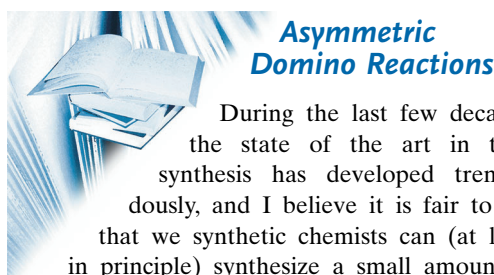 Asymmetric
Domino Reactions
During the last few deca
the state of the art in t
synthesis has developed tren
dously, and I believe it is fair to
that we synthetic chemists can (at l
in principle) synthesize a small amoun